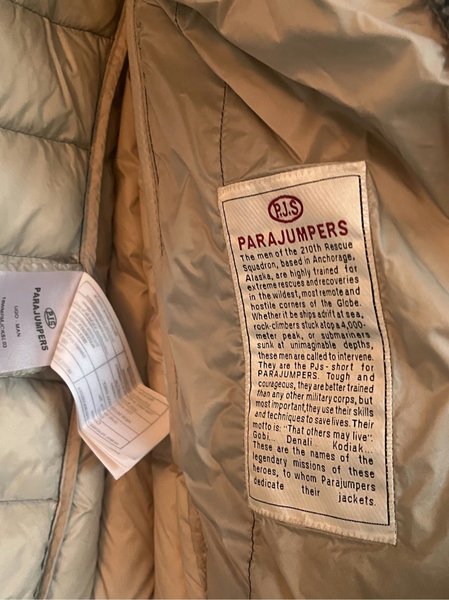 P.J.S
PARAJUMPERS
The men of the 210th Rescue
Squadron, based in Anchorage,
Alaska, are highly trained for
extreme rescues and recoveries
in the wildest, most remote and
hostile corners of the Globe.
Whether it be ships adrift at sea,
rock-climbers stuck atop a 4,000-
meter peak, or submariners
sunk at unimaginable depths,
these men are called to intervene.
They are the PJs - short for
PARAJUMPERS. Tough and
courageous, they are better trained
than any other military corps, but
most important, they use their skills
and techniques to save lives. Their
motto is: "That others may live".
Gobi... Denali... Kodiak...
These are the names of the
legendary missions of these
heroes, to whom Parajumpers
dedicate their jackets.
PJS
PARAJUMPERS
UGO MAN